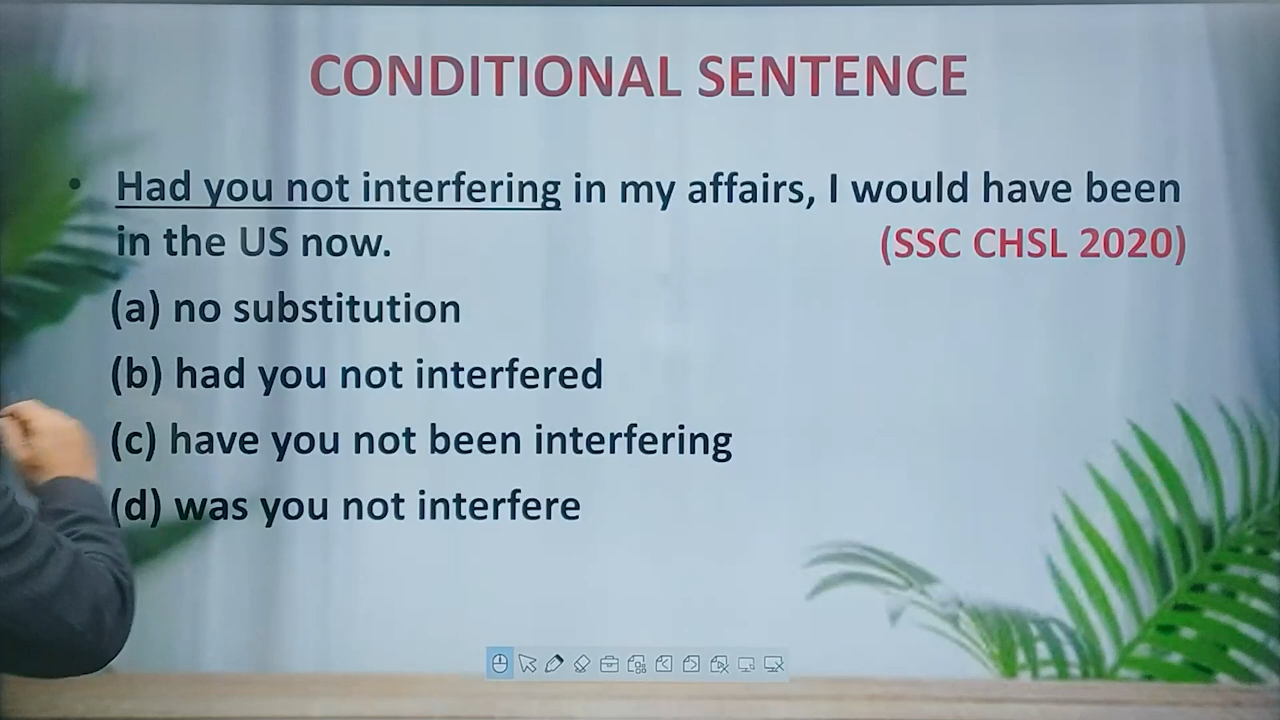 CONDITIONAL SENTENCE
• Had you not interfering in my affairs, I would have been
in the US now. (SSC CHSL 2020)
(a) no substitution
(b) had you not interfered
(c) have you not been interfering
(d) was you not interfere